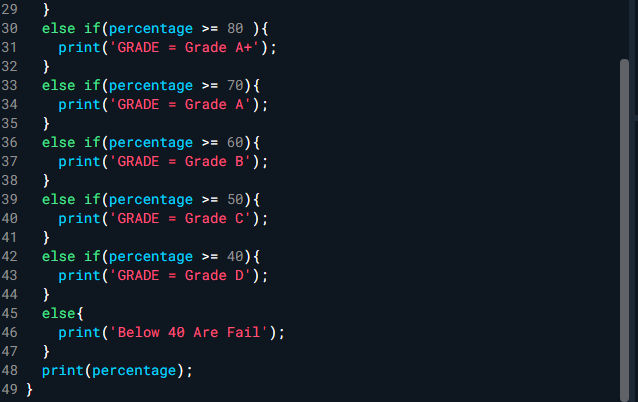 29 }
30 else if(percentage >= 80 ){
31 print('GRADE = Grade A+');
32 }
33 else if(percentage >= 70){
34 print('GRADE = Grade A');
35 }
36 else if(percentage >= 60){
37 print('GRADE = Grade B');
38 }
39 else if(percentage >= 50){
40 print('GRADE = Grade C');
41 }
42 else if(percentage >= 40){
43 print('GRADE = Grade D');
44 }
45 else{
46 print('Below 40 Are Fail');
47 }
48 print(percentage);
49 }